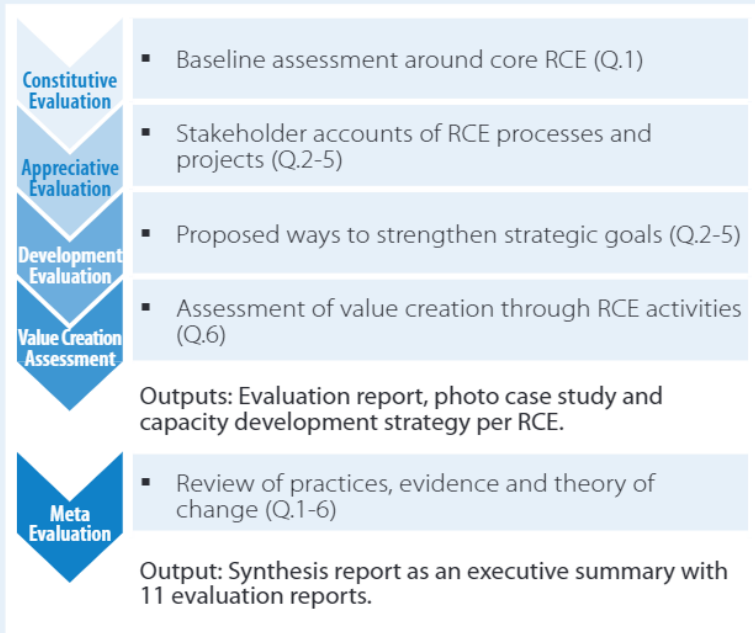 Constitutive
Evaluation
▪ Baseline assessment around core RCE (Q.1)
Appreciative
Evaluation
▪ Stakeholder accounts of RCE processes and
projects (Q.2-5)
Development
Evaluation
▪ Proposed ways to strengthen strategic goals (Q.2-5)
Value Creation
Assessment
▪ Assessment of value creation through RCE activities
(Q.6)
Outputs: Evaluation report, photo case study and
capacity development strategy per RCE.
Meta
Evaluation
▪ Review of practices, evidence and theory of
change (Q.1-6)
Output: Synthesis report as an executive summary with
11 evaluation reports.